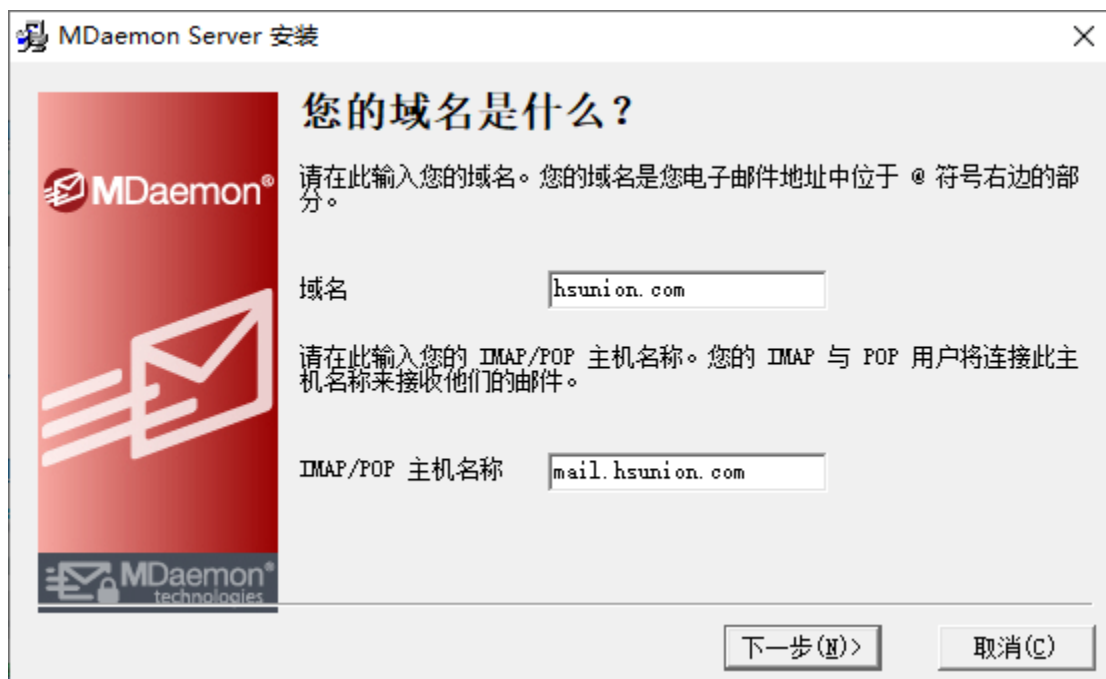 MDaemon Server 安装
您的域名是什么?
MDaemon®
请在此输入您的域名。您的域名是您电子邮件地址中位于 @ 符号右边的部
分。
域名
hsunion.com
请在此输入您的 IMAP/POP 主机名称。您的 IMAP 与 POP 用户将连接此主
机名称来接收他们的邮件。
IMAP/POP 主机名称
mail.hsunion.com
MDaemon®
technologies
下一步(N)>
取消(C)